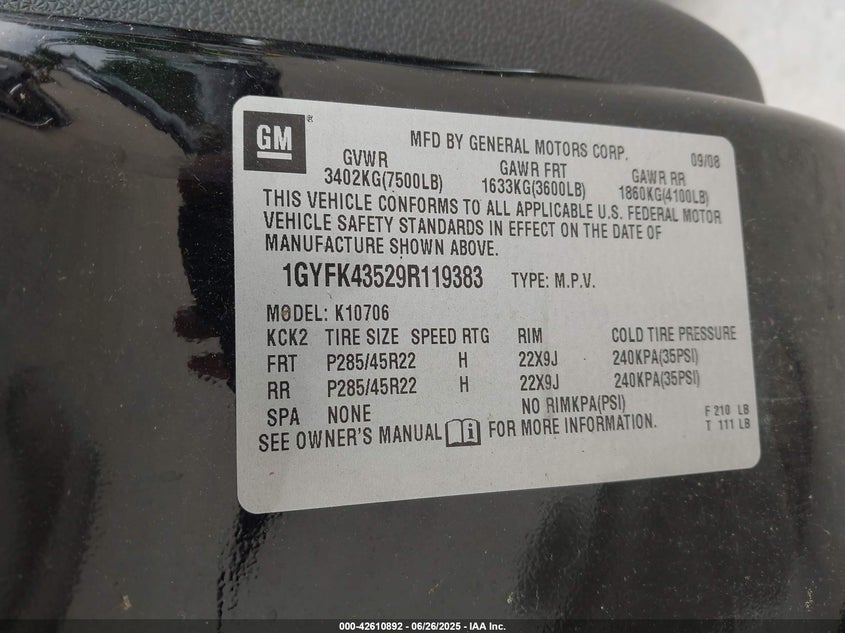 GM ®
MFD BY GENERAL MOTORS CORP. 09/08
GVWR GAWR FRT GAWR RR
3402KG(7500LB) 1633KG(3600LB) 1860KG(4100LB)
THIS VEHICLE CONFORMS TO ALL APPLICABLE U.S. FEDERAL MOTOR
VEHICLE SAFETY STANDARDS IN EFFECT ON THE DATE OF
MANUFACTURE SHOWN ABOVE.
1GYFK43529R119383 TYPE: M.P.V.
MODEL: K10706
KCK2 TIRE SIZE SPEED RTG RIM COLD TIRE PRESSURE
FRT P285/45R22 H 22X9J 240KPA(35PSI)
RR P285/45R22 H 22X9J 240KPA(35PSI)
SPA NONE NO RIMKPA(PSI)
SEE OWNER'S MANUAL FOR MORE INFORMATION.
F 210 LB
T 111 LB
000-42610892 - 06/26/2025 - IAA Inc.